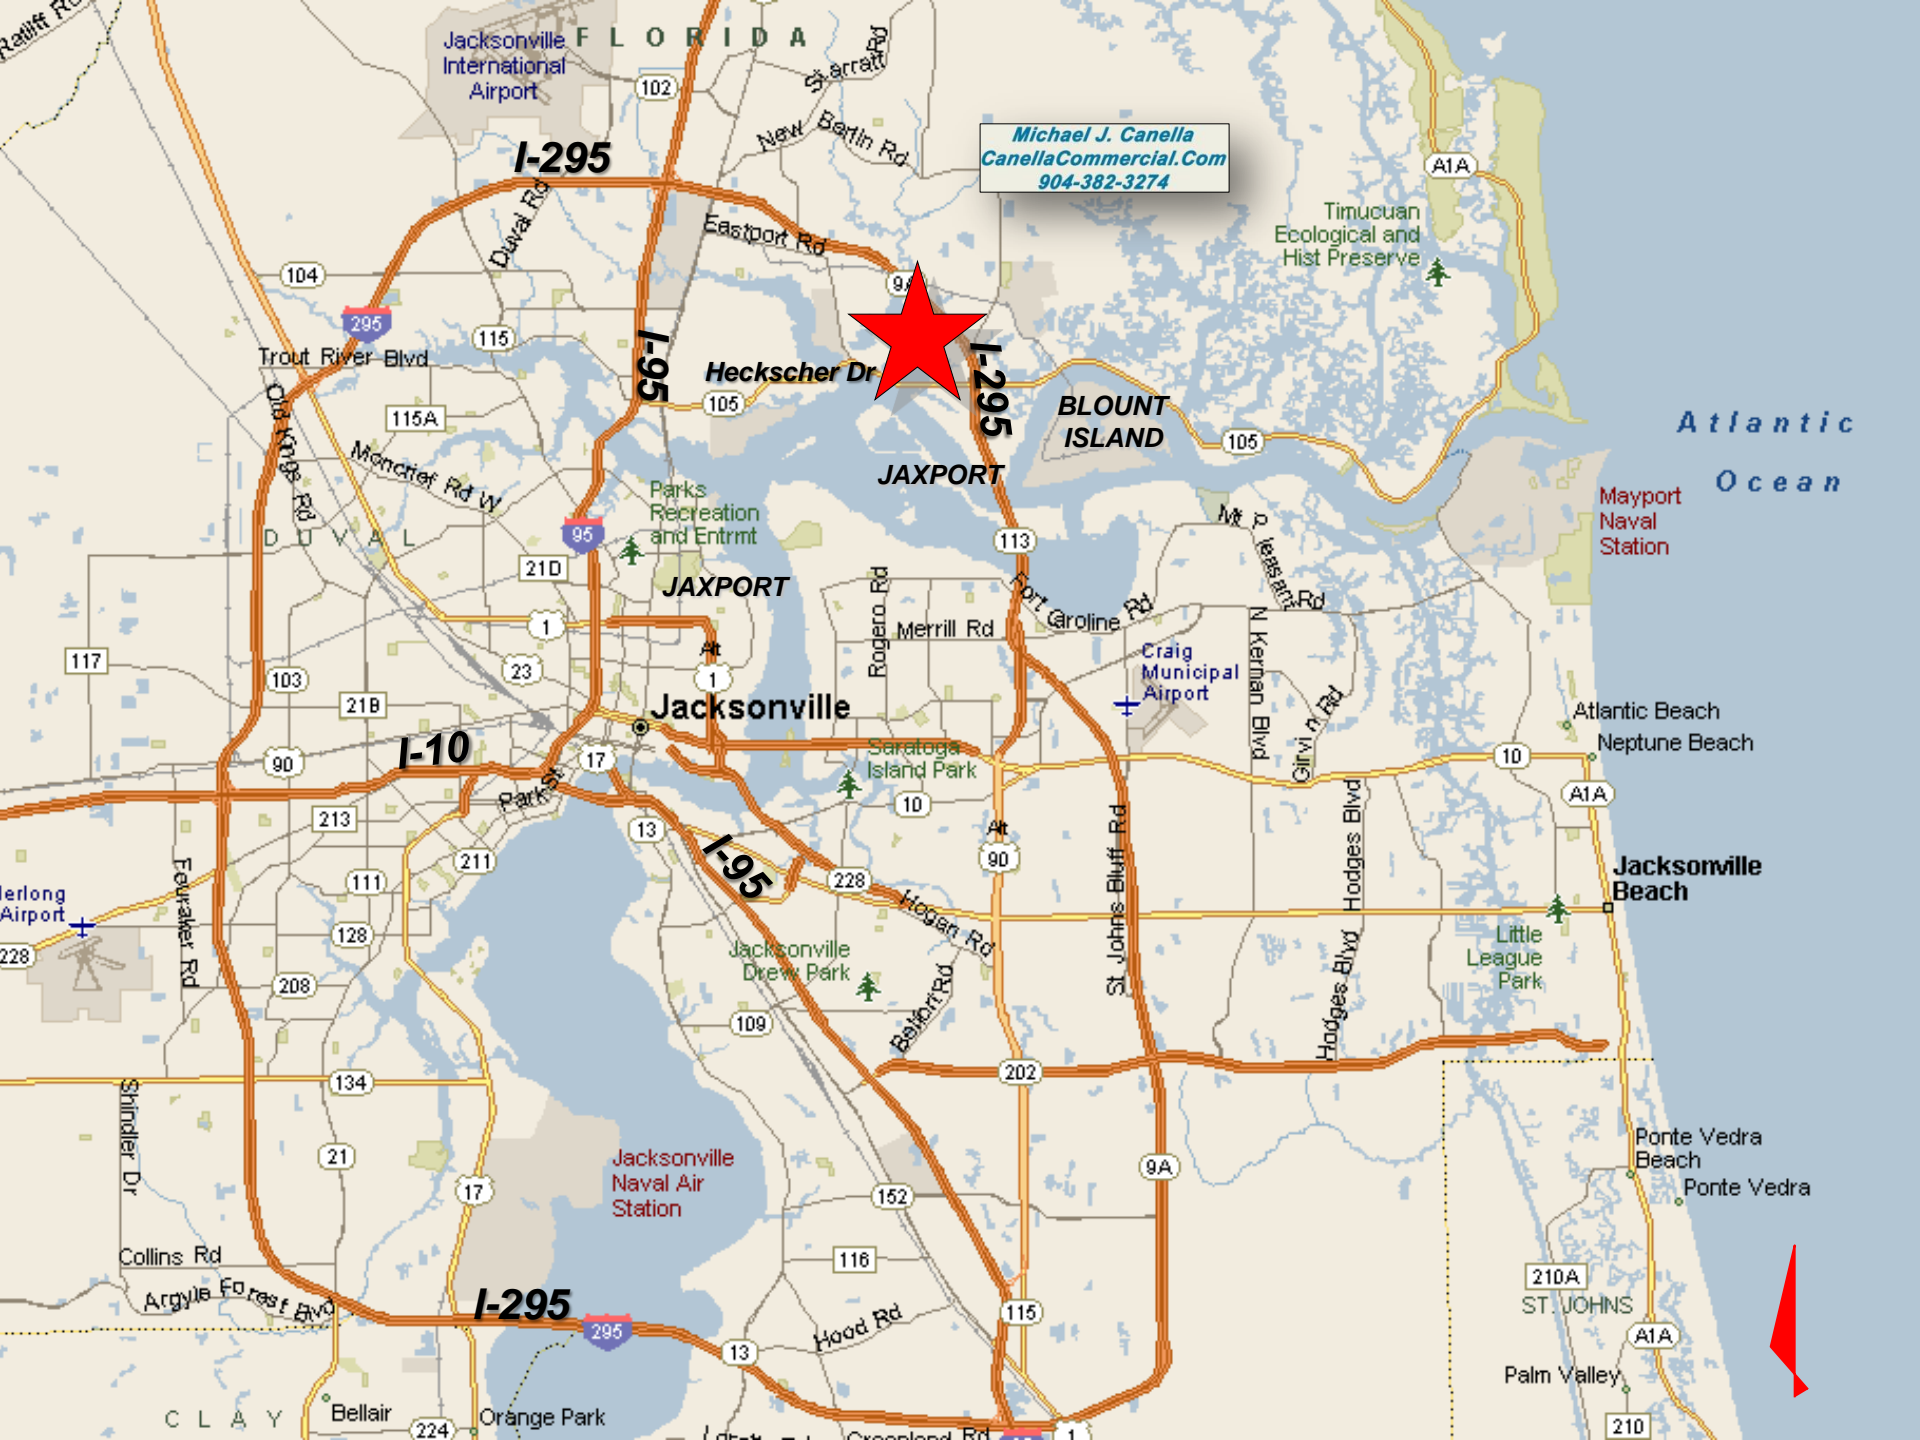 Ratliff Rd
Jacksonville
International
Airport
FLORIDA
102
Starratt Rd
New Berlin Rd
I-295
Michael J. Canella
CanellaCommercial.Com
904-382-3274
A1A
Duval Rd
Eastport Rd
Timucuan
Ecological and
Hist Preserve
104
9A
295
115
Trout River Blvd
I-95
Heckscher Dr
105
I-295
BLOUNT
ISLAND
105
115A
Old Kings Rd
Moncrief Rd W
JAXPORT
Atlantic
Ocean
Parks
Recreation
and Entrmt
Mayport
Naval
Station
DUVAL
95
21D
JAXPORT
113
Mt Pleasant Rd
Fort Caroline Rd
Rogero Rd
Merrill Rd
N Kernan Blvd
1
Alt
1
117
23
103
21B
Craig
Municipal
Airport
Girvin Rd
Jacksonville
Atlantic Beach
Neptune Beach
I-10
90
17
Saratoga
Island Park
10
Park St
10
A1A
213
13
Alt
90
St Johns Bluff Rd
Hodges Blvd
211
I-95
228
111
Fouraker Rd
Jacksonville
Beach
Herlong
Airport
228
128
Hogan Rd
Little
League
Park
Jacksonville
Drew Park
208
Belfort Rd
Hodges Blvd
109
134
202
Shindler Dr
21
Jacksonville
Naval Air
Station
17
152
9A
Ponte Vedra
Beach
Ponte Vedra
Collins Rd
116
Argyle Forest Blvd
I-295
295
210A
ST. JOHNS
115
Hood Rd
13
A1A
Palm Valley
CLAY
Bellair
224
Orange Park
Greenland Rd
1
210